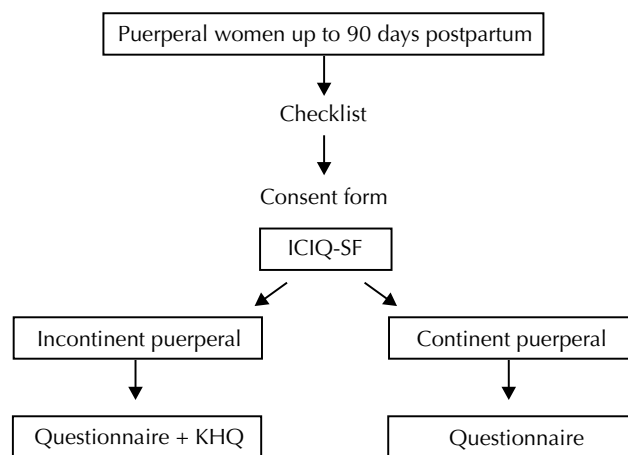 Puerperal women up to 90 days postpartum
Checklist
Consent form
ICIQ-SF
Incontinent puerperal
Continent puerperal
Questionnaire + KHQ
Questionnaire